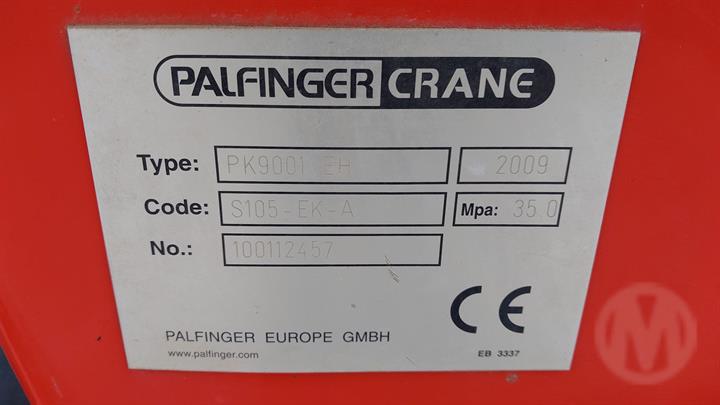 PALFINGER CRANE
Type: PK9001 EH 2009
Code: S105-EK-A Mpa: 35.0
No.: 100112457
CE
PALFINGER EUROPE GMBH
www.palfinger.com
EB 3337
M